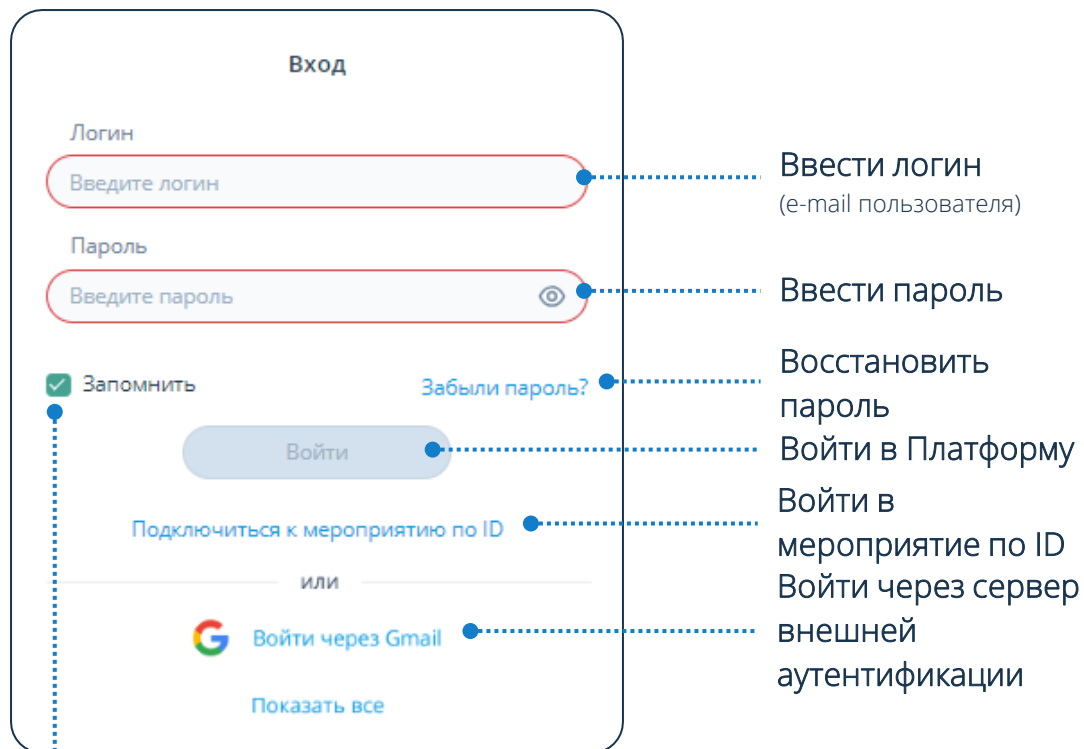 Вход
Логин
Введите логин
Ввести логин
(e-mail пользователя)
Пароль
Введите пароль
Ввести пароль
Запомнить
Забыли пароль?
Восстановить
пароль
Войти
Войти в Платформу
Подключиться к мероприятию по ID
Войти в
мероприятие по ID
или
Войти через Gmail
Войти через сервер
внешней
аутентификации
Показать все